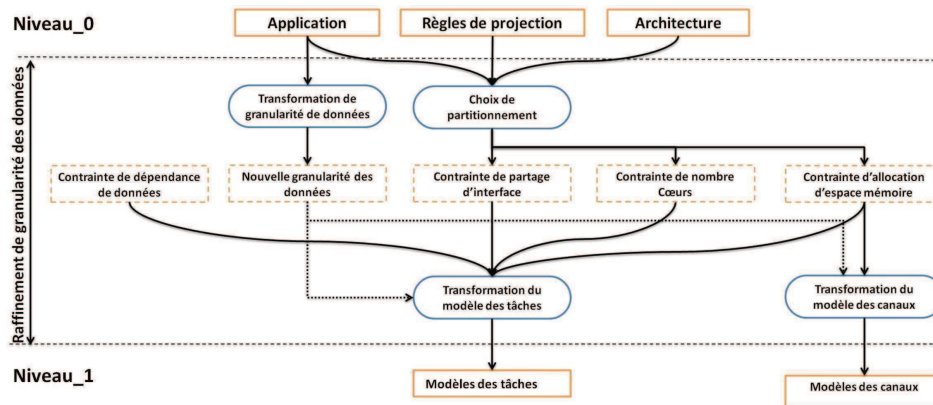 Niveau_0
Application
Règles de projection
Architecture
Raffinement de granularité des données
Transformation de
granularité de données
Choix de
partitionnement
Contrainte de dépendance
de données
Nouvelle granularité des
données
Contrainte de partage
d'interface
Contrainte de nombre
Cœurs
Contrainte d'allocation
d'espace mémoire
Transformation du
modèle des tâches
Transformation du
modèle des canaux
Niveau_1
Modèles des tâches
Modèles des canaux